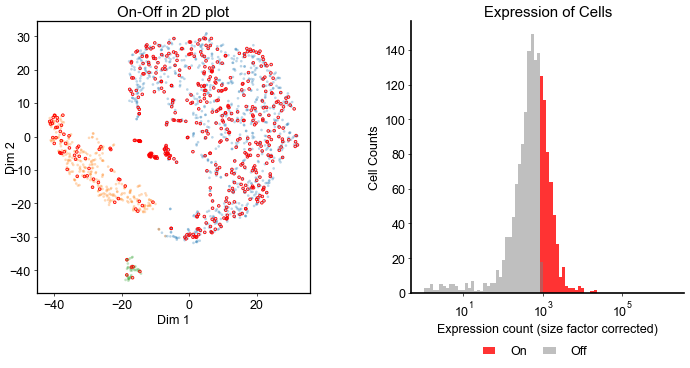 On-Off in 2D plot
30
20
10
0
−10
−20
−30
−40
Dim 2
−40
−20
0
20
Dim 1
Expression of Cells
140
120
100
80
60
40
20
0
Cell Counts
10^1
10^3
10^5
Expression count (size factor corrected)
On
Off